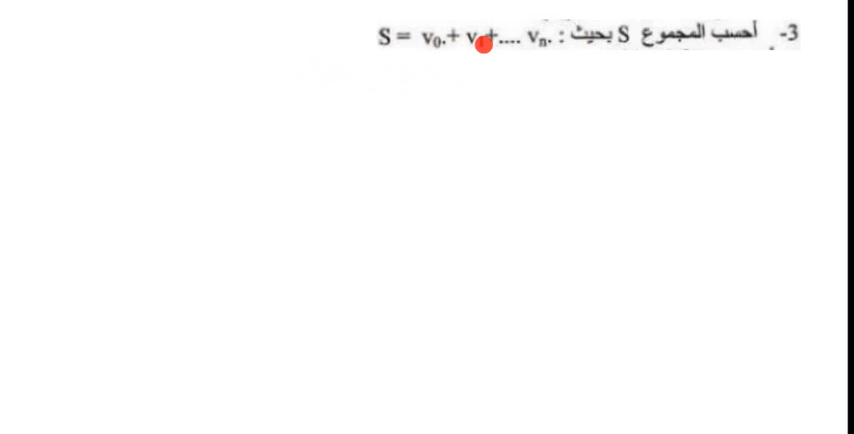 3- أحسب المجموع S بحيث : S = v₀.+ v₁+.... vₙ.